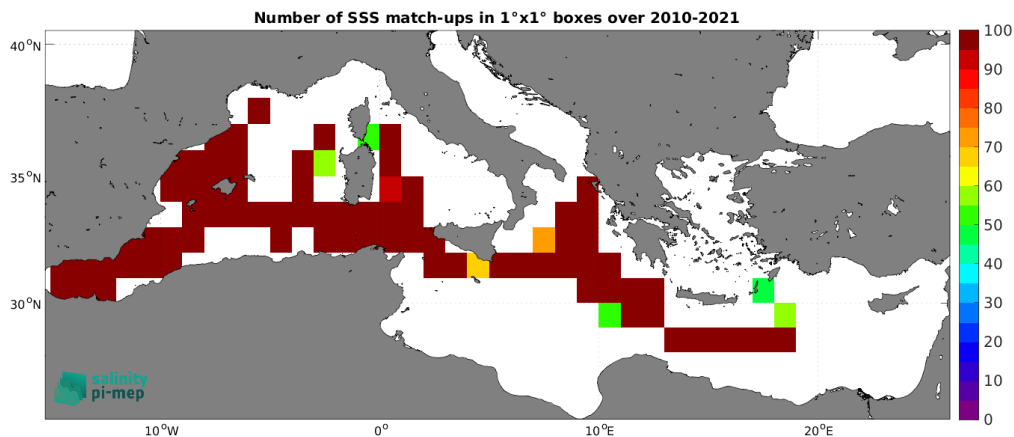 Number of SSS match-ups in 1°x1° boxes over 2010-2021
40°N
35°N
30°N
10°W
0°
10°E
20°E
100
90
80
70
60
50
40
30
20
10
0
salinity
pi-mep